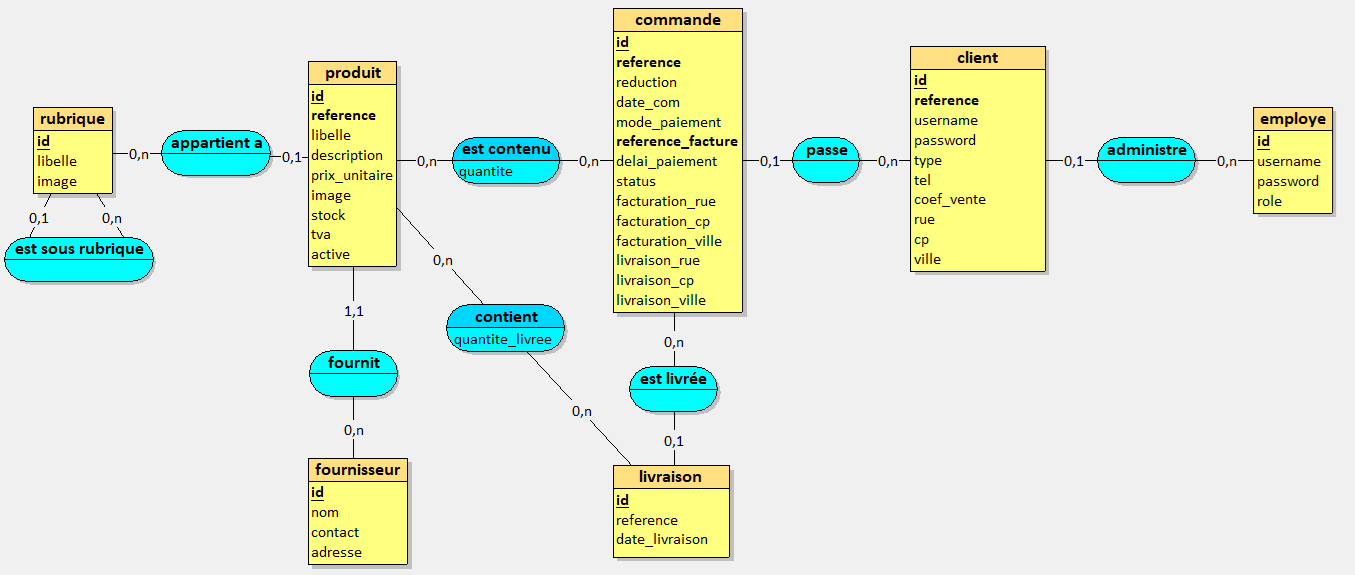 rubrique
id
libelle
image
0,n
appartient a
0,1
0,1
0,n
est sous rubrique
produit
id
reference
libelle
description
prix_unitaire
image
stock
tva
active
1,1
fournit
0,n
fournisseur
id
nom
contact
adresse
0,n
est contenu
quantite
0,n
0,n
contient
quantite_livree
0,n
commande
id
reference
reduction
date_com
mode_paiement
reference_facture
delai_paiement
status
facturation_rue
facturation_cp
facturation_ville
livraison_rue
livraison_cp
livraison_ville
0,n
est livrée
0,1
livraison
id
reference
date_livraison
0,1
passe
0,n
client
id
reference
username
password
type
tel
coef_vente
rue
cp
ville
0,1
administre
0,n
employe
id
username
password
role